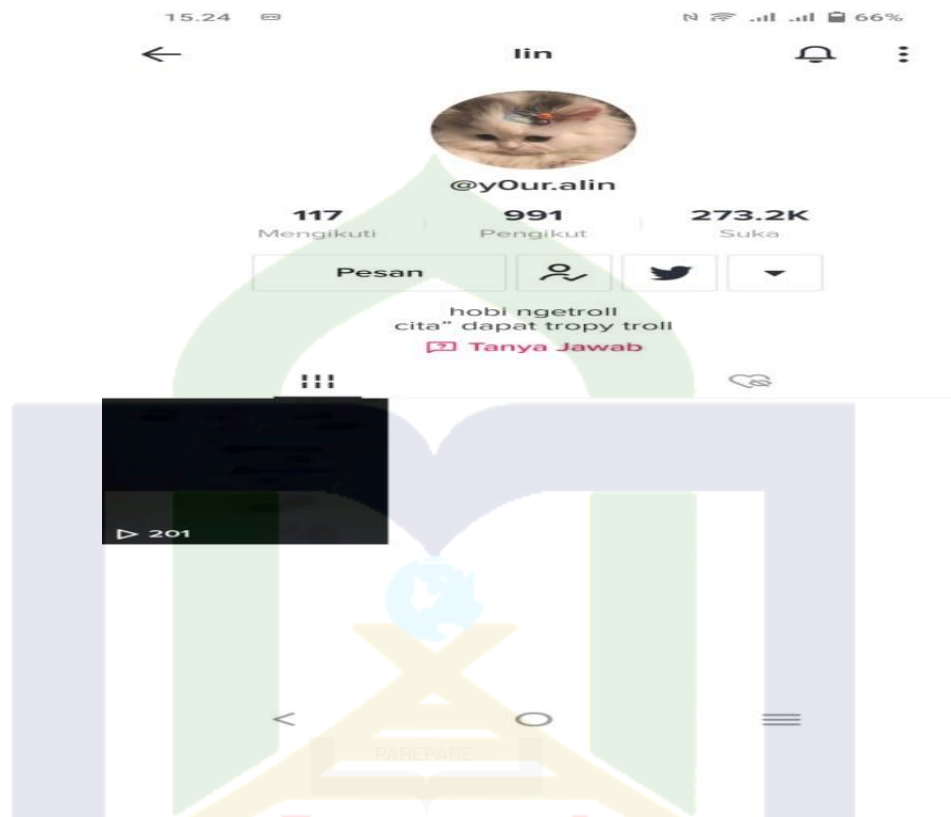 15.24 66%
lin
@y0ur.alin
117 991 273.2K
Mengikuti Pengikut Suka
Pesan
hobi ngetroll
cita" dapat tropy troll
Tanya Jawab
201
PAREPARE